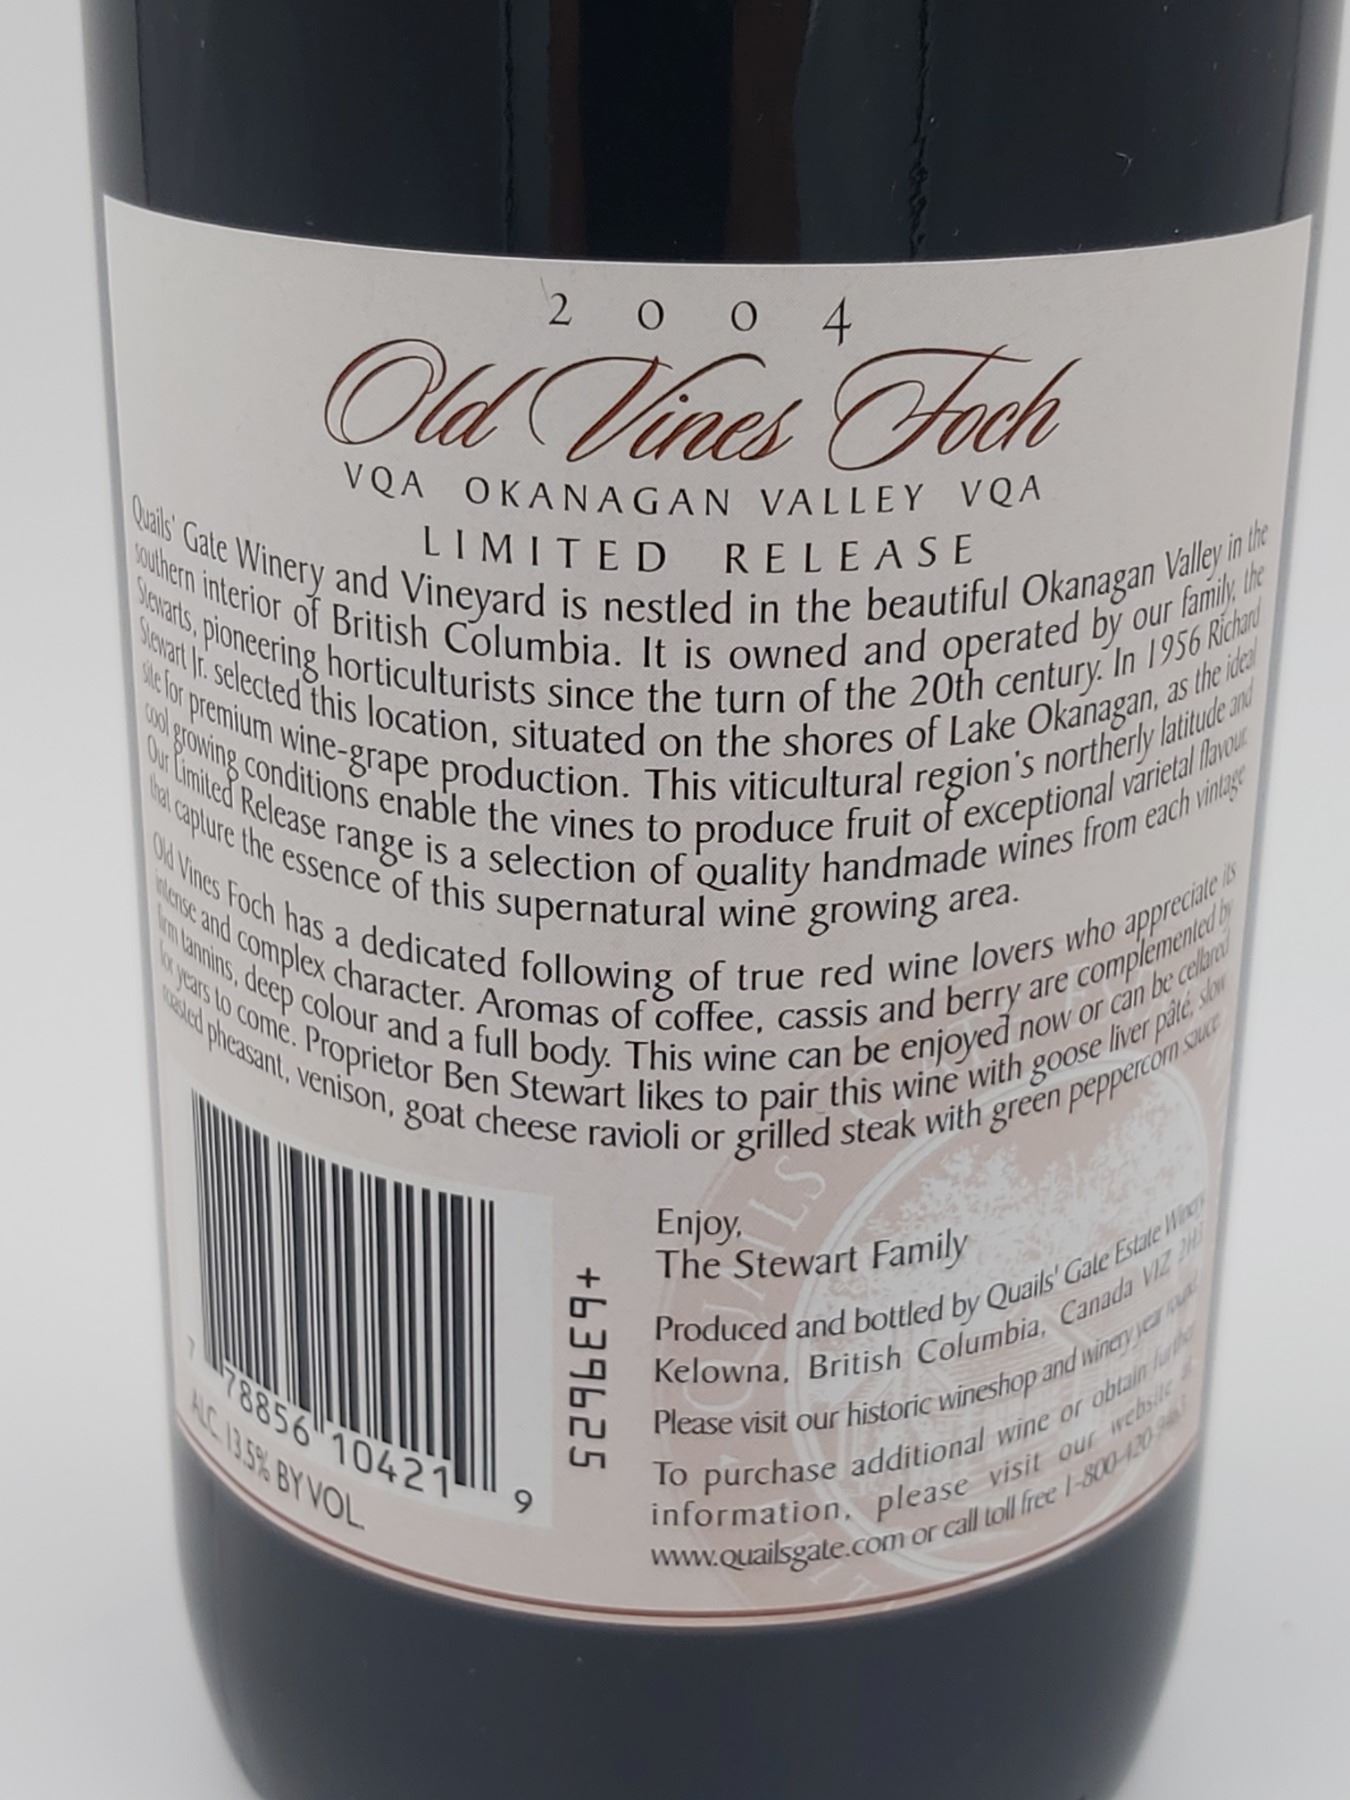 2004
Old Vines Foch
VQA OKANAGAN VALLEY VQA
LIMITED RELEASE
Quails' Gate Winery and Vineyard is nestled in the beautiful Okanagan Valley in the
southern interior of British Columbia. It is owned and operated by our family, the
Stewarts, pioneering horticulturists since the turn of the 20th century. In 1956 Richard
Stewart Jr. selected this location, situated on the shores of Lake Okanagan, as the ideal
site for premium wine-grape production. This viticultural region's northerly latitude and
cool growing conditions enable the vines to produce fruit of exceptional varietal flavour.
Our Limited Release range is a selection of quality handmade wines from each vintage
that capture the essence of this supernatural wine growing area.
Old Vines Foch has a dedicated following of true red wine lovers who appreciate its
intense and complex character. Aromas of coffee, cassis and berry are complemented by
firm tannins, deep colour and a full body. This wine can be enjoyed now or can be cellared
for years to come. Proprietor Ben Stewart likes to pair this wine with goose liver pâté, slow
roasted pheasant, venison, goat cheese ravioli or grilled steak with green peppercorn sauce.
Enjoy,
The Stewart Family
Produced and bottled by Quails' Gate Estate Winery
Kelowna, British Columbia, Canada V1Z 2H3
Please visit our historic wineshop and winery year round.
To purchase additional wine or obtain further
information, please visit our website at
www.quailsgate.com or call toll free 1-800-420-9463
7 78856 10421 9
+639625
ALC. 13.5% BY VOL.
QUAILS